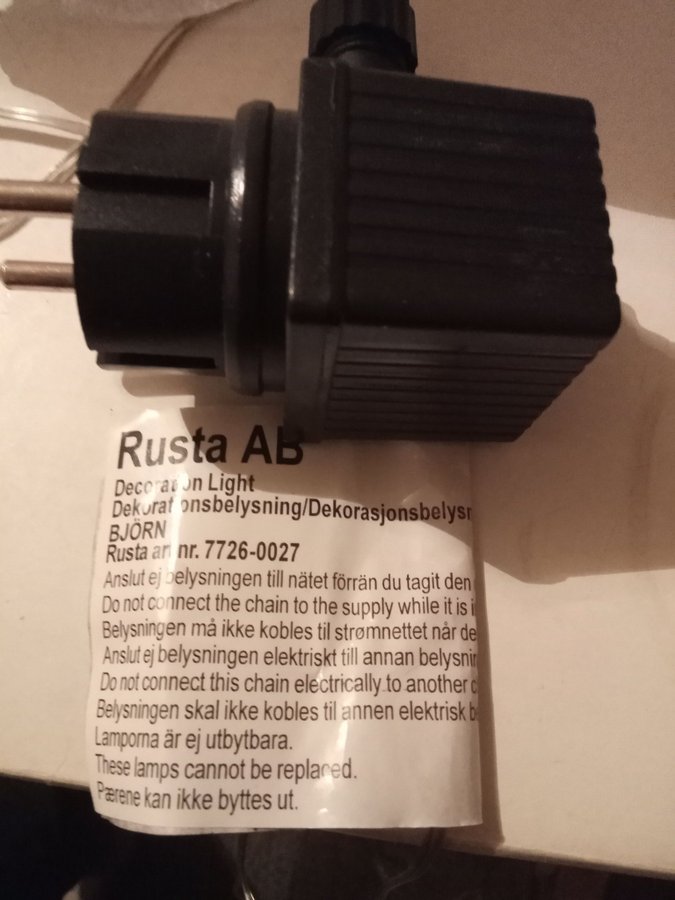 Rusta AB
Decoration Light
Dekorationsbelysning/Dekorasjonsbelysn
BJÖRN
Rusta art nr. 7726-0027
Anslut ej belysningen till nätet förrän du tagit den
Do not connect the chain to the supply while it is
Belysningen må ikke kobles til strømnettet når de
Anslut ej belysningen elektriskt till annan belysnin
Do not connect this chain electrically to another c
Belysningen skal ikke kobles til annen elektrisk b
Lamporna är ej utbytbara.
These lamps cannot be replaced.
Pærene kan ikke byttes ut.